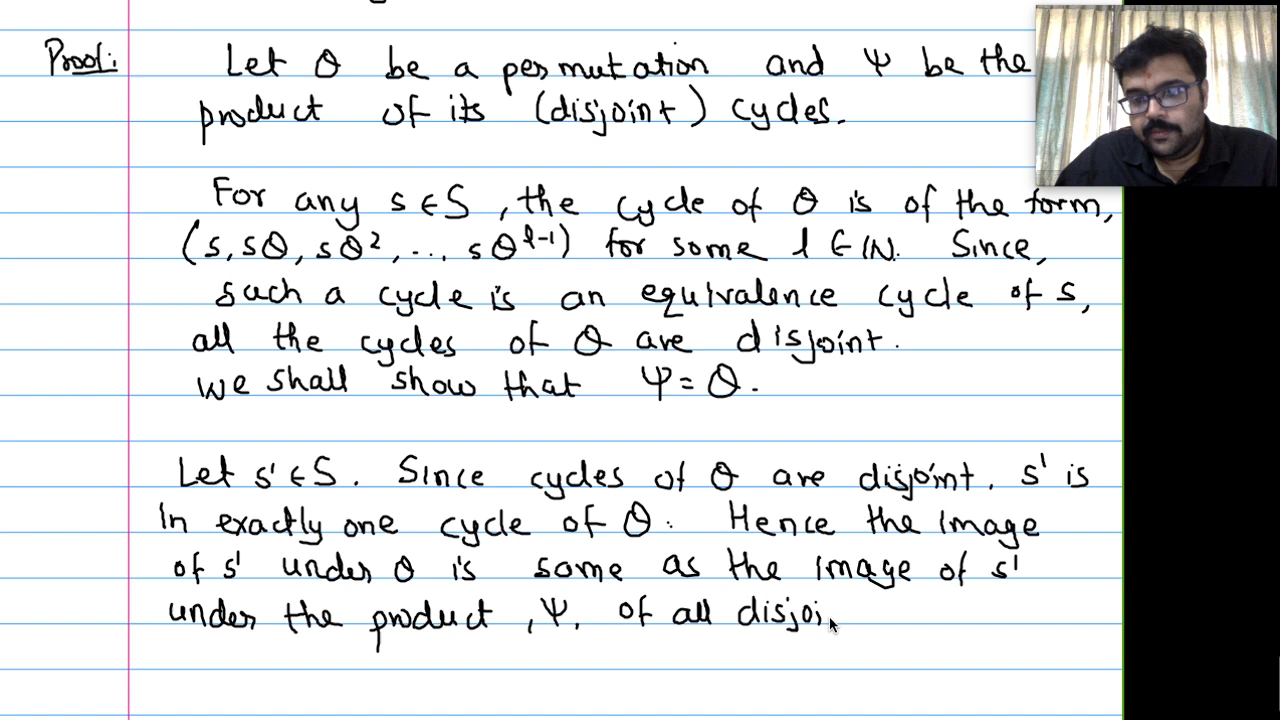 Proof: Let θ be a permutation and ψ be the
product of its (disjoint) cycles.
For any s ∈ S, the cycle of θ is of the form,
(s, sθ, sθ², ..., sθ^{l-1}) for some l ∈ IN. Since,
such a cycle is an equivalence cycle of s,
all the cycles of θ are disjoint.
we shall show that ψ = θ.
Let s' ∈ S. Since cycles of θ are disjoint, s' is
in exactly one cycle of θ. Hence the image
of s' under θ is same as the image of s'
under the product, ψ, of all disjoi